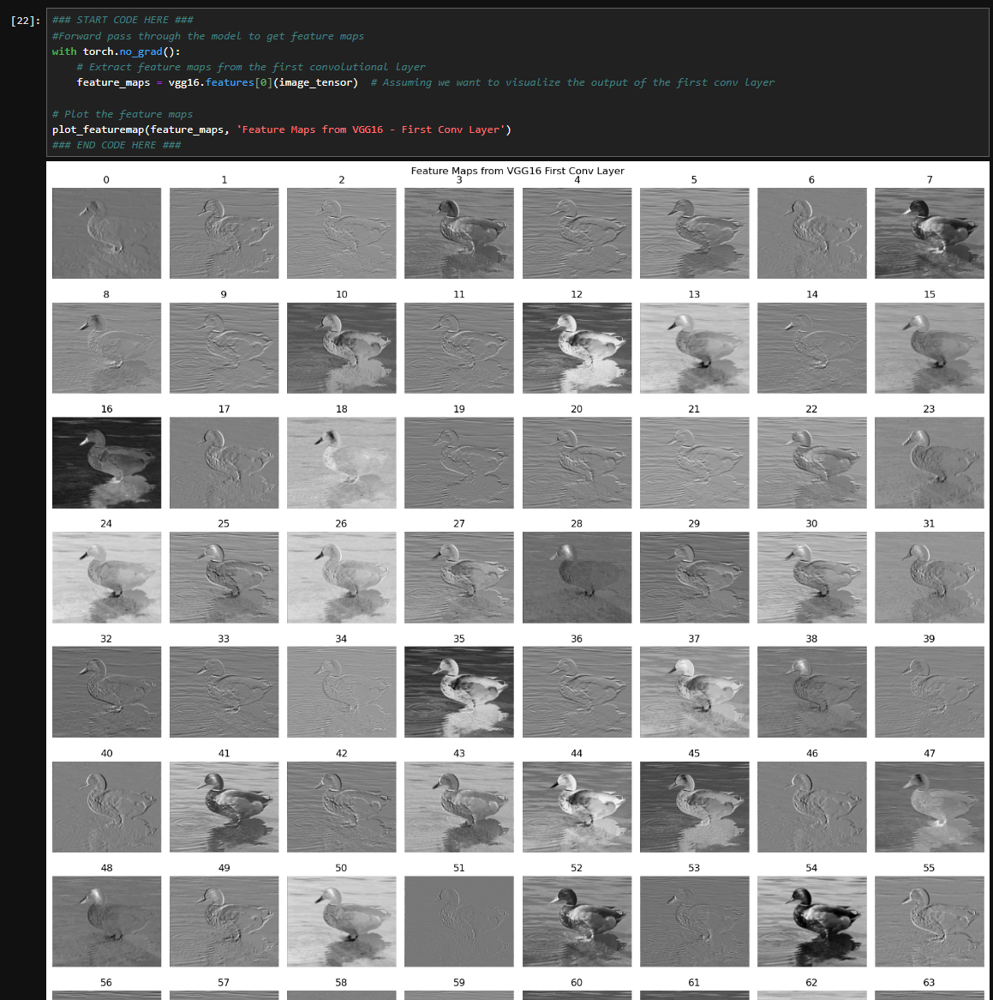 [22]: ### START CODE HERE ###
#Forward pass through the model to get feature maps
with torch.no_grad():
    # Extract feature maps from the first convolutional layer
    feature_maps = vgg16.features[0](image_tensor)  # Assuming we want to visualize the output of the first conv layer

# Plot the feature maps
plot_featuremap(feature_maps, 'Feature Maps from VGG16 - First Conv Layer')
### END CODE HERE ###
Feature Maps from VGG16 First Conv Layer
0 1 2 3 4 5 6 7
8 9 10 11 12 13 14 15
16 17 18 19 20 21 22 23
24 25 26 27 28 29 30 31
32 33 34 35 36 37 38 39
40 41 42 43 44 45 46 47
48 49 50 51 52 53 54 55
56 57 58 59 60 61 62 63